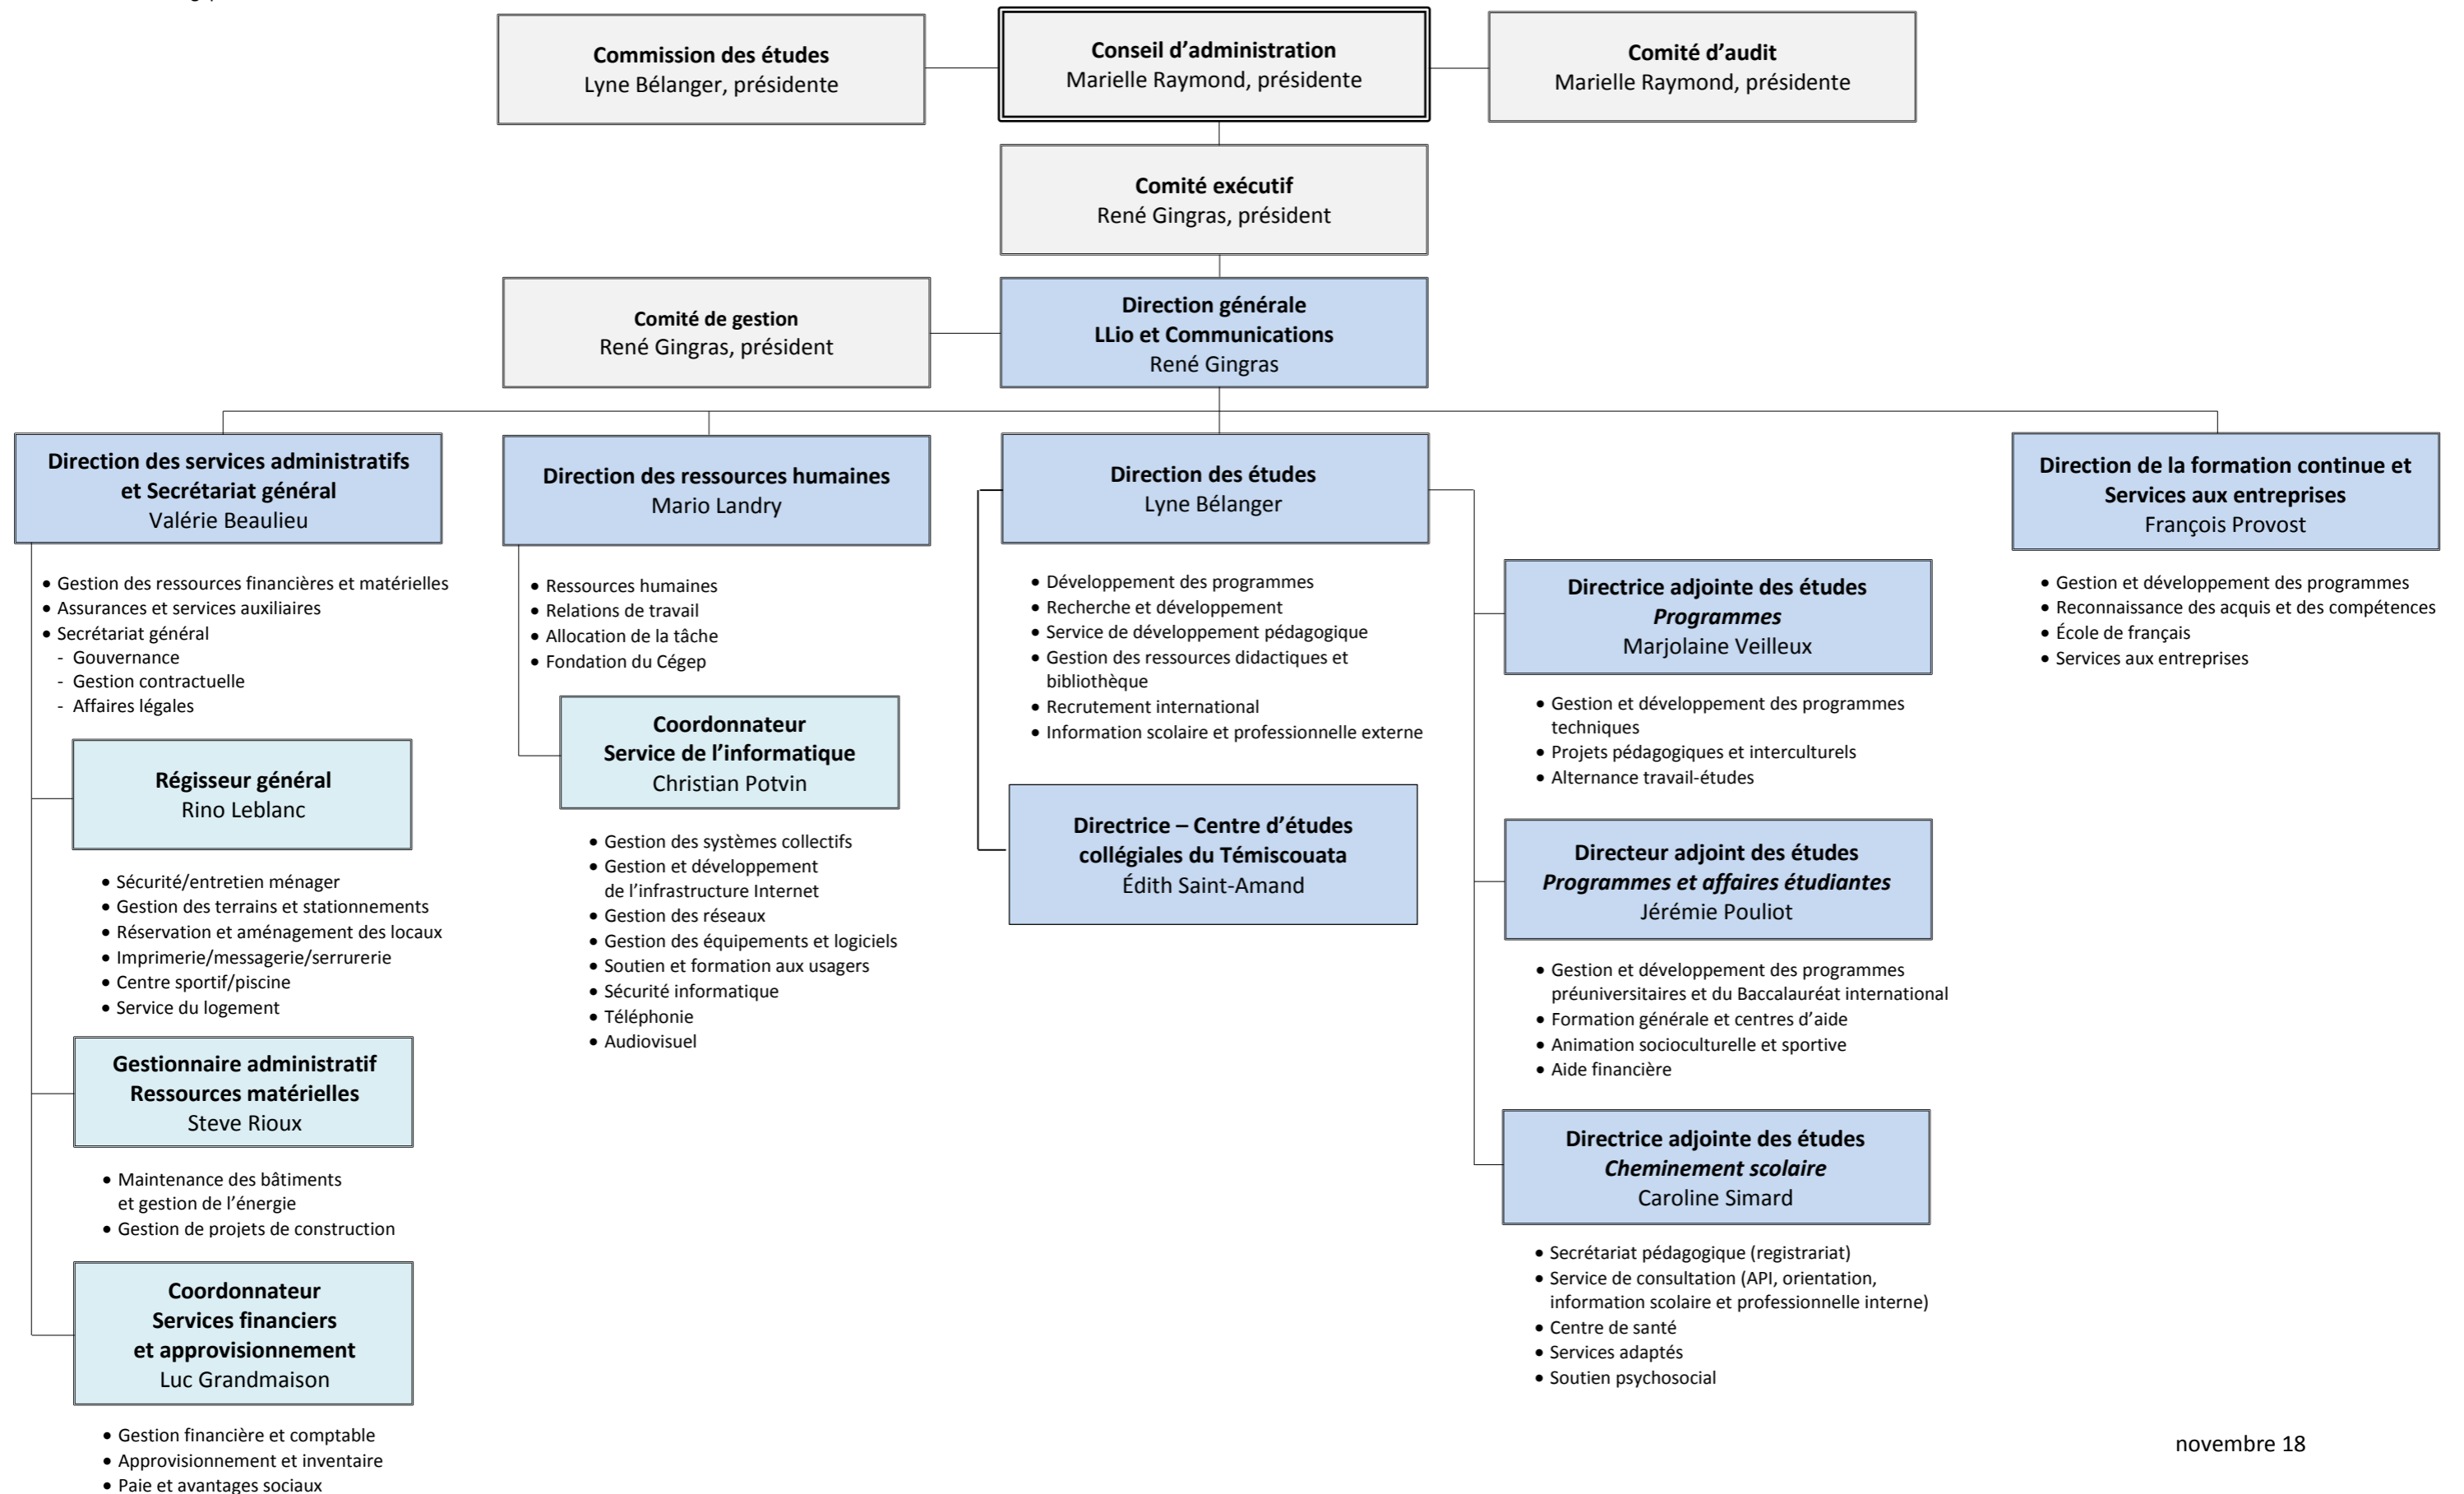 Commission des études
Lyne Bélanger, présidente
Conseil d’administration
Marielle Raymond, présidente
Comité d’audit
Marielle Raymond, présidente
Comité exécutif
René Gingras, président
Comité de gestion
René Gingras, président
Direction générale
LLio et Communications
René Gingras
Direction des services administratifs
et Secrétariat général
Valérie Beaulieu
• Gestion des ressources financières et matérielles
• Assurances et services auxiliaires
• Secrétariat général
- Gouvernance
- Gestion contractuelle
- Affaires légales
Régisseur général
Rino Leblanc
• Sécurité/entretien ménager
• Gestion des terrains et stationnements
• Réservation et aménagement des locaux
• Imprimerie/messagerie/serrurerie
• Centre sportif/piscine
• Service du logement
Gestionnaire administratif
Ressources matérielles
Steve Rioux
• Maintenance des bâtiments
et gestion de l’énergie
• Gestion de projets de construction
Coordonnateur
Services financiers
et approvisionnement
Luc Grandmaison
• Gestion financière et comptable
• Approvisionnement et inventaire
• Paie et avantages sociaux
Direction des ressources humaines
Mario Landry
• Ressources humaines
• Relations de travail
• Allocation de la tâche
• Fondation du Cégep
Coordonnateur
Service de l’informatique
Christian Potvin
• Gestion des systèmes collectifs
• Gestion et développement
de l’infrastructure Internet
• Gestion des réseaux
• Gestion des équipements et logiciels
• Soutien et formation aux usagers
• Sécurité informatique
• Téléphonie
• Audiovisuel
Direction des études
Lyne Bélanger
• Développement des programmes
• Recherche et développement
• Service de développement pédagogique
• Gestion des ressources didactiques et
bibliothèque
• Recrutement international
• Information scolaire et professionnelle externe
Directrice – Centre d’études
collégiales du Témiscouata
Édith Saint-Amand
Directrice adjointe des études
Programmes
Marjolaine Veilleux
• Gestion et développement des programmes
techniques
• Projets pédagogiques et interculturels
• Alternance travail-études
Directeur adjoint des études
Programmes et affaires étudiantes
Jérémie Pouliot
• Gestion et développement des programmes
préuniversitaires et du Baccalauréat international
• Formation générale et centres d’aide
• Animation socioculturelle et sportive
• Aide financière
Directrice adjointe des études
Cheminement scolaire
Caroline Simard
• Secrétariat pédagogique (registrariat)
• Service de consultation (API, orientation,
information scolaire et professionnelle interne)
• Centre de santé
• Services adaptés
• Soutien psychosocial
Direction de la formation continue et
Services aux entreprises
François Provost
• Gestion et développement des programmes
• Reconnaissance des acquis et des compétences
• École de français
• Services aux entreprises
novembre 18